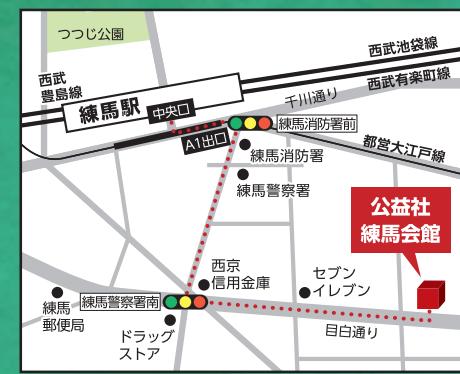 つつじ公園
西武池袋線
西武
豊島線
西武有楽町線
練馬駅
中央口
千川通り
練馬消防署前
A1出口
都営大江戸線
練馬消防署
練馬警察署
公益社
練馬会館
西京
信用金庫
セブン
イレブン
練馬警察署南
練馬
郵便局
目白通り
ドラッグ
ストア